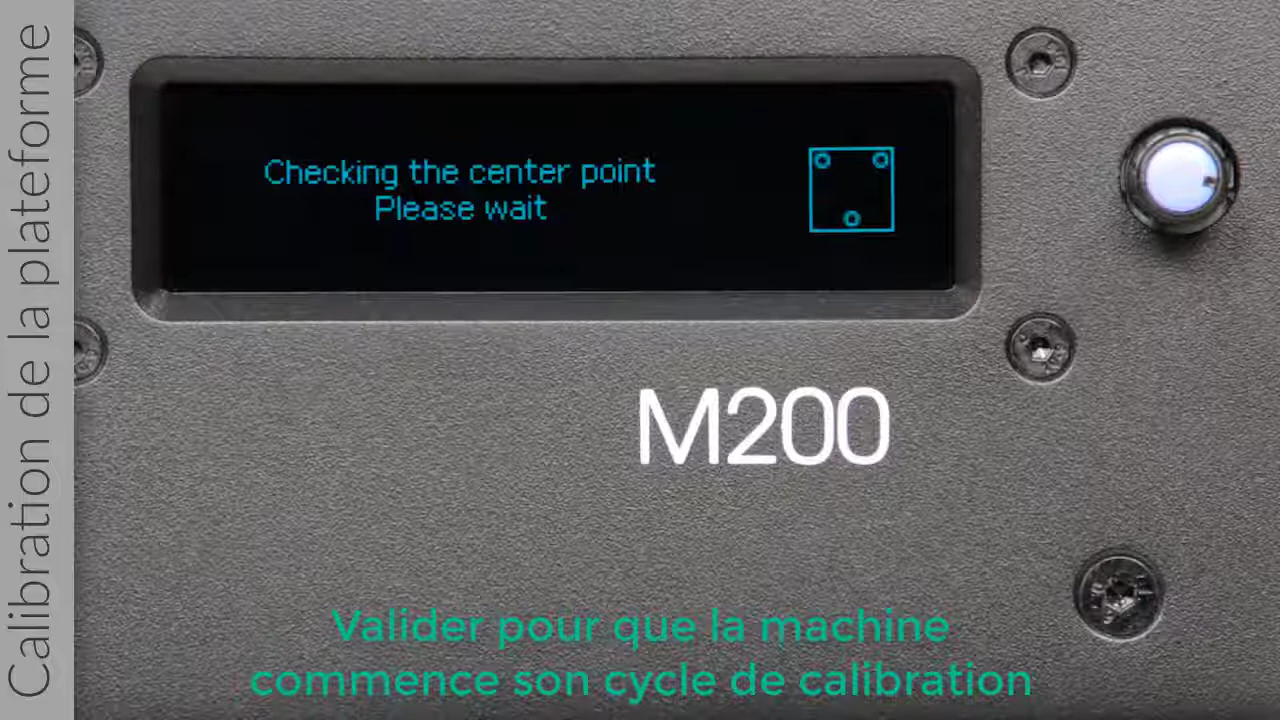 Calibration de la plateforme
Checking the center point
Please wait
M200
Valider pour que la machine
commence son cycle de calibration